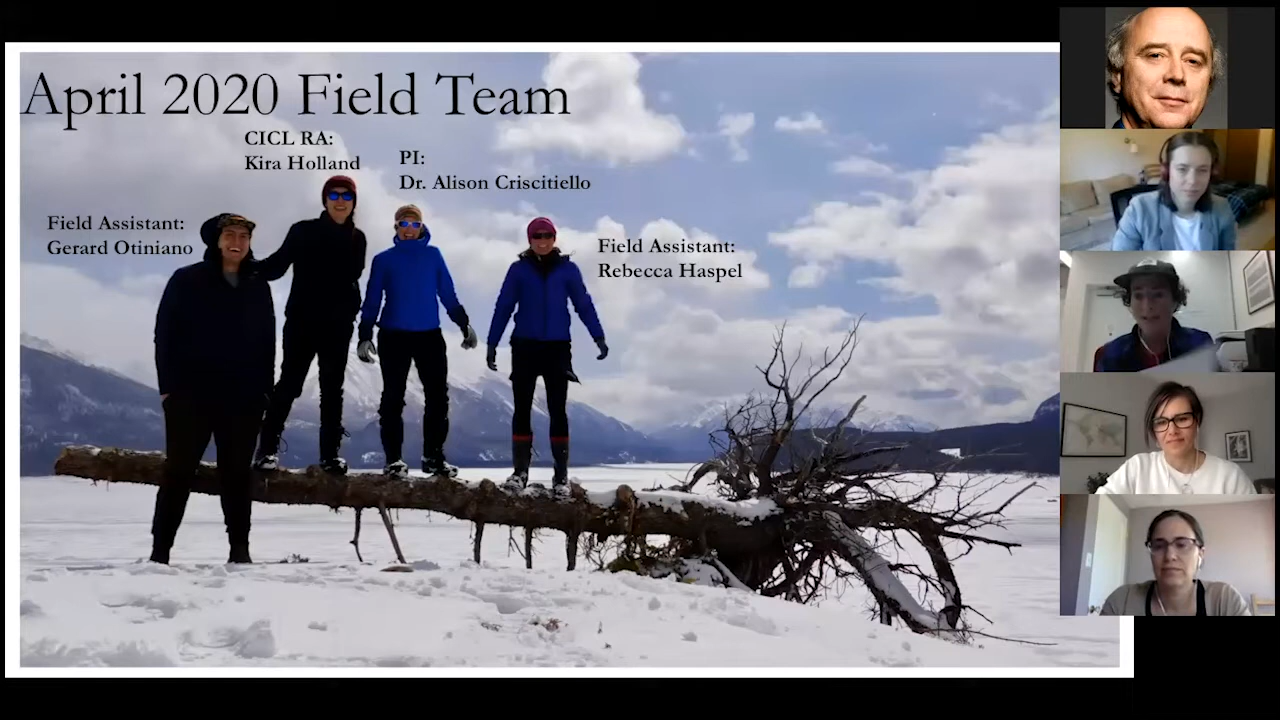 April 2020 Field Team
CICL RA:
Kira Holland
PI:
Dr. Alison Criscitiello
Field Assistant:
Gerard Otiniano
Field Assistant:
Rebecca Haspel